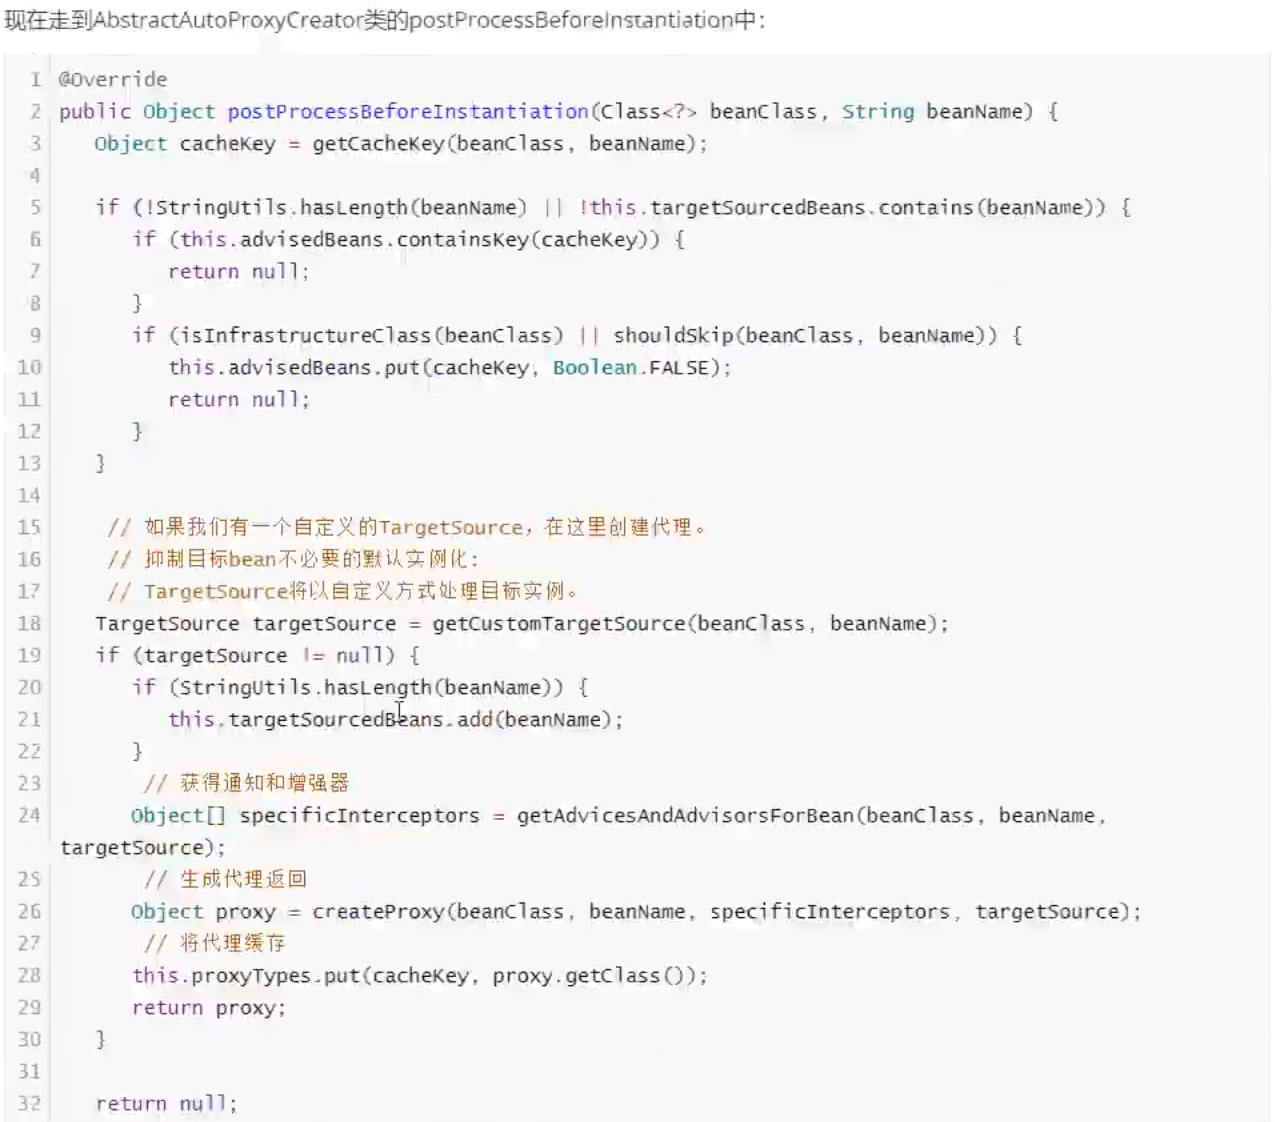 现在走到AbstractAutoProxyCreator类的postProcessBeforeInstantiation中：
1 @Override
2 public Object postProcessBeforeInstantiation(Class<?> beanClass, String beanName) {
3 Object cacheKey = getCacheKey(beanClass, beanName);
4
5 if (!StringUtils.hasLength(beanName) || !this.targetSourcedBeans.contains(beanName)) {
6 if (this.advisedBeans.containsKey(cacheKey)) {
7 return null;
8 }
9 if (isInfrastructureClass(beanClass) || shouldSkip(beanClass, beanName)) {
10 this.advisedBeans.put(cacheKey, Boolean.FALSE);
11 return null;
12 }
13 }
14
15 // 如果我们有一个自定义的TargetSource，在这里创建代理。
16 // 抑制目标bean不必要的默认实例化：
17 // TargetSource将以自定义方式处理目标实例。
18 TargetSource targetSource = getCustomTargetSource(beanClass, beanName);
19 if (targetSource != null) {
20 if (StringUtils.hasLength(beanName)) {
21 this.targetSourcedBeans.add(beanName);
22 }
23 // 获得通知和增强器
24 Object[] specificInterceptors = getAdvicesAndAdvisorsForBean(beanClass, beanName,
targetSource);
25 // 生成代理返回
26 Object proxy = createProxy(beanClass, beanName, specificInterceptors, targetSource);
27 // 将代理缓存
28 this.proxyTypes.put(cacheKey, proxy.getClass());
29 return proxy;
30 }
31
32 return null;